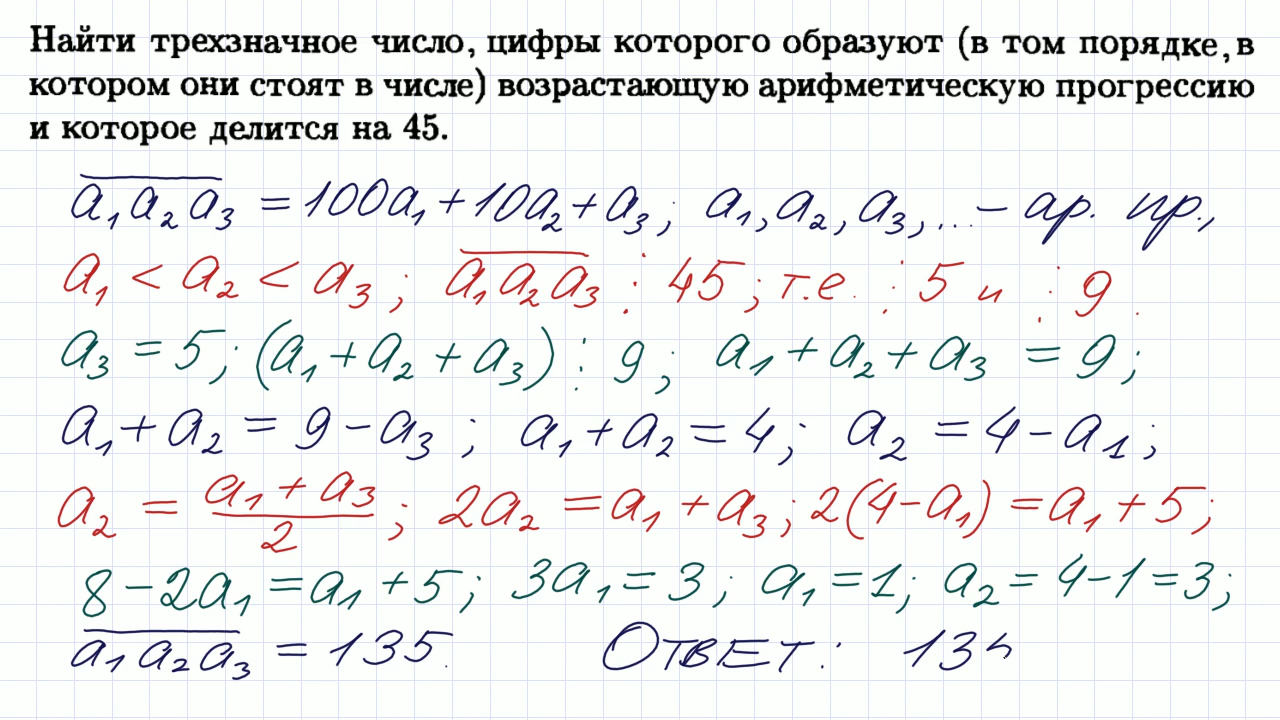 Найти трехзначное число, цифры которого образуют (в том порядке, в
котором они стоят в числе) возрастающую арифметическую прогрессию
и которое делится на 45.
a₁a₂a₃ = 100a₁ + 10a₂ + a₃; a₁, a₂, a₃, ... – ар. пр.,
a₁ < a₂ < a₃; a₁a₂a₃ ⋮ 45; т.е. ⋮ 5 и ⋮ 9.
a₃ = 5; (a₁ + a₂ + a₃) ⋮ 9; a₁ + a₂ + a₃ = 9;
a₁ + a₂ = 9 – a₃; a₁ + a₂ = 4; a₂ = 4 – a₁;
a₂ = (a₁ + a₃)/2; 2a₂ = a₁ + a₃; 2(4 – a₁) = a₁ + 5;
8 – 2a₁ = a₁ + 5; 3a₁ = 3; a₁ = 1; a₂ = 4 – 1 = 3;
a₁a₂a₃ = 135. Ответ: 13